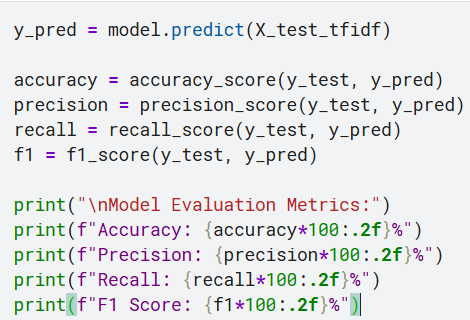 y_pred = model.predict(X_test_tfidf)
accuracy = accuracy_score(y_test, y_pred)
precision = precision_score(y_test, y_pred)
recall = recall_score(y_test, y_pred)
f1 = f1_score(y_test, y_pred)
print("\nModel Evaluation Metrics:")
print(f"Accuracy: {accuracy*100:.2f}%")
print(f"Precision: {precision*100:.2f}%")
print(f"Recall: {recall*100:.2f}%")
print(f"F1 Score: {f1*100:.2f}%")